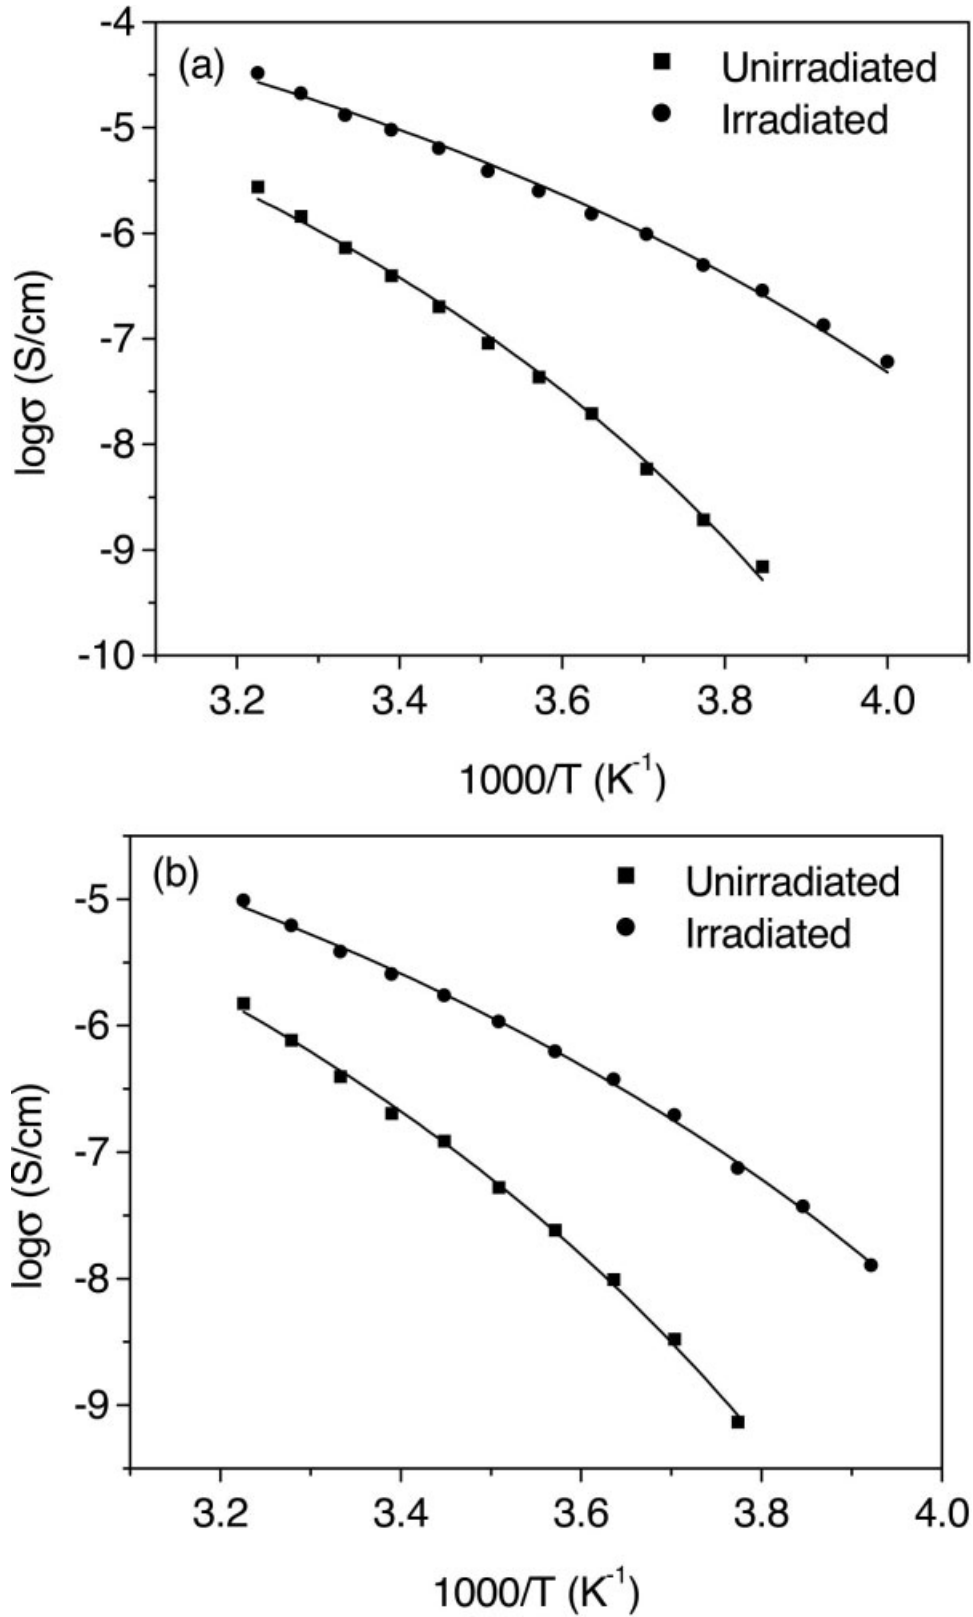 (a)
Unirradiated
Irradiated
-4
-5
-6
-7
-8
-9
-10
logσ (S/cm)
3.2 3.4 3.6 3.8 4.0
1000/T (K⁻¹)
(b)
Unirradiated
Irradiated
-5
-6
-7
-8
-9
logσ (S/cm)
3.2 3.4 3.6 3.8 4.0
1000/T (K⁻¹)